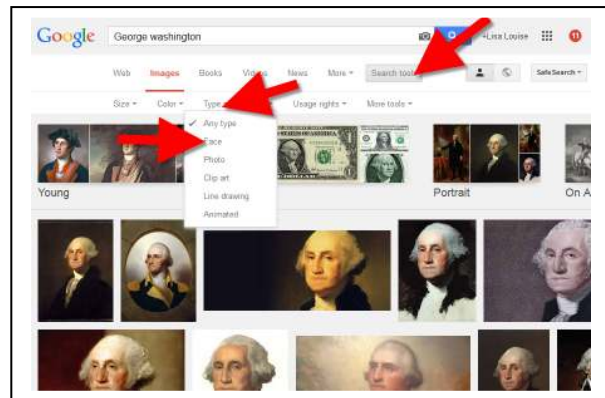 Google George washington +Lisa Louise 11
Web Images Books Videos News More Search tools SafeSearch
Size Color Type Usage rights More tools
Any type
Face
Photo
Clip art
Line drawing
Animated
Young Portrait On A